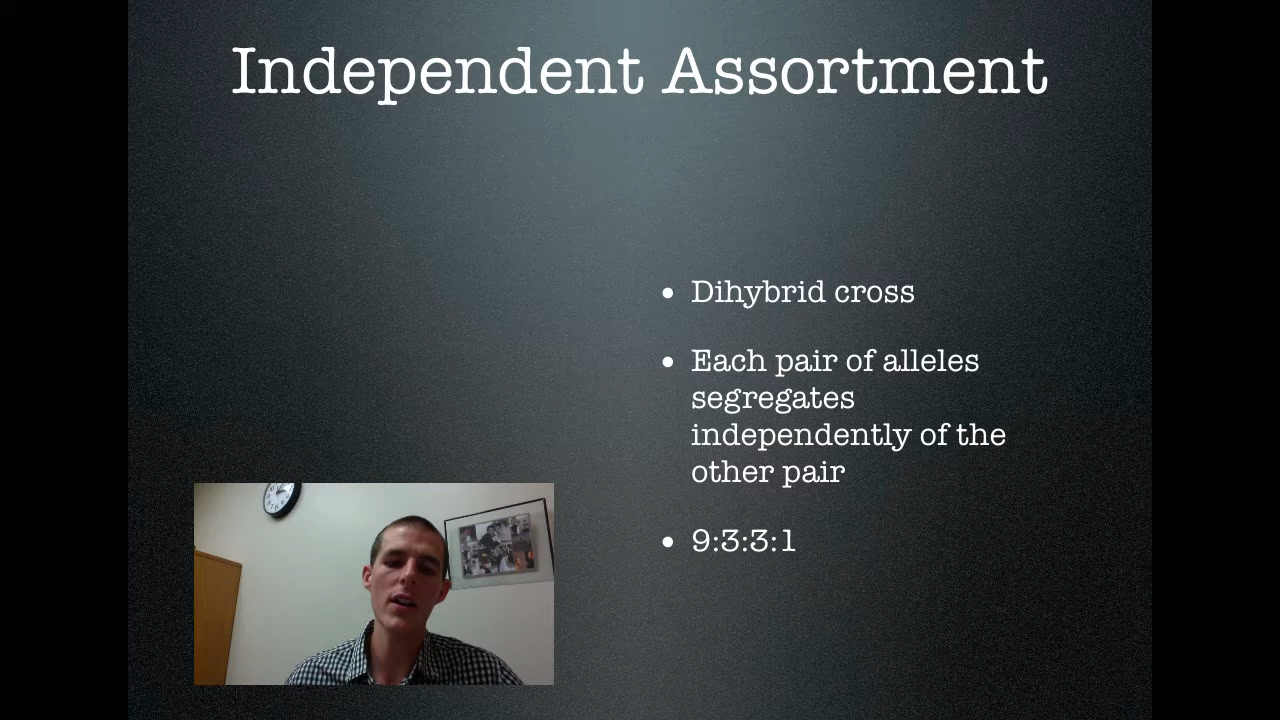 Independent Assortment
• Dihybrid cross
• Each pair of alleles
segregates
independently of the
other pair
• 9:3:3:1